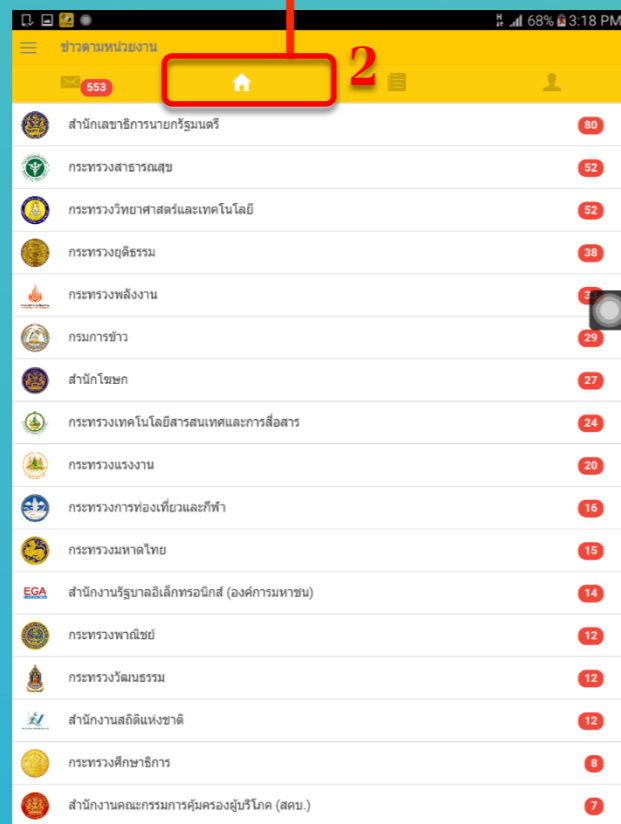 68% 3:18 PM
ข่าวตามหน่วยงาน
553
2
สำนักเลขาธิการนายกรัฐมนตรี 80
กระทรวงสาธารณสุข 52
กระทรวงวิทยาศาสตร์และเทคโนโลยี 52
กระทรวงยุติธรรม 38
กระทรวงพลังงาน
กรมการข้าว 29
สำนักโฆษก 27
กระทรวงเทคโนโลยีสารสนเทศและการสื่อสาร 24
กระทรวงแรงงาน 20
กระทรวงการท่องเที่ยวและกีฬา 16
กระทรวงมหาดไทย 15
EGA สำนักงานรัฐบาลอิเล็กทรอนิกส์ (องค์การมหาชน) 14
กระทรวงพาณิชย์ 12
กระทรวงวัฒนธรรม 12
สำนักงานสถิติแห่งชาติ 12
กระทรวงศึกษาธิการ 8
สำนักงานคณะกรรมการคุ้มครองผู้บริโภค (สคบ.) 7